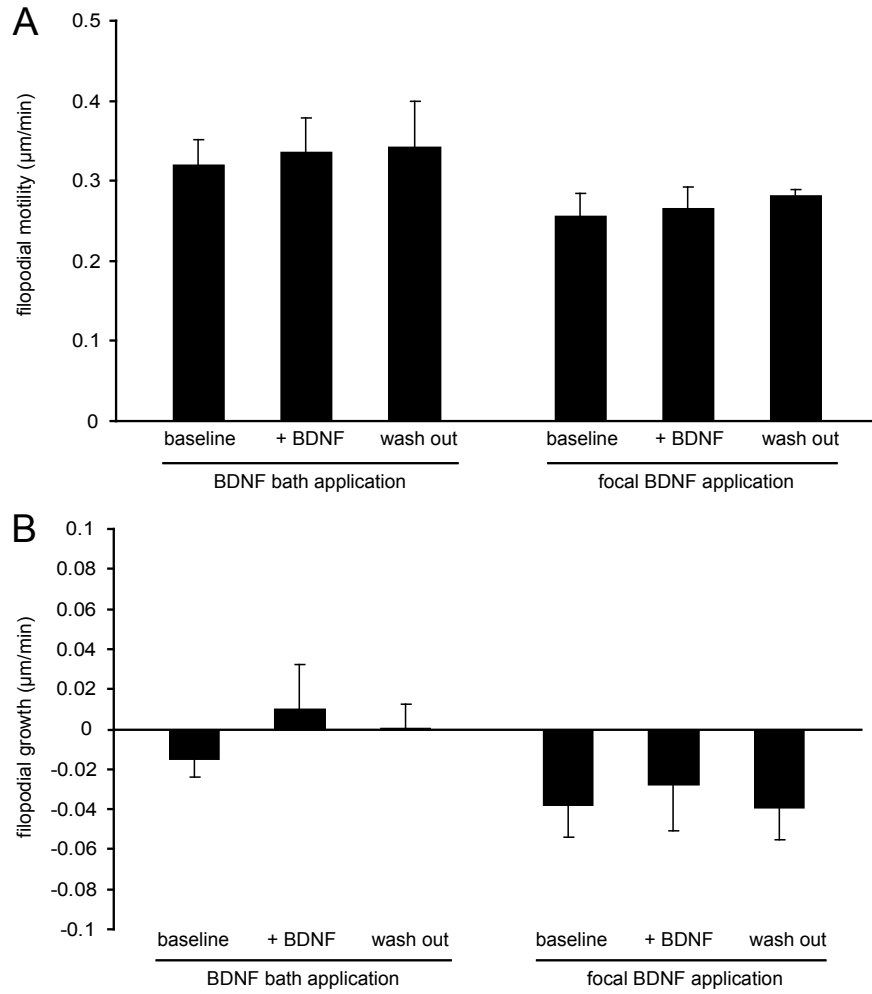 A
filopodial motility (µm/min)
0.5
0.4
0.3
0.2
0.1
0
baseline + BDNF wash out baseline + BDNF wash out
BDNF bath application focal BDNF application
B
filopodial growth (µm/min)
0.1
0.08
0.06
0.04
0.02
0
-0.02
-0.04
-0.06
-0.08
-0.1
baseline + BDNF wash out baseline + BDNF wash out
BDNF bath application focal BDNF application